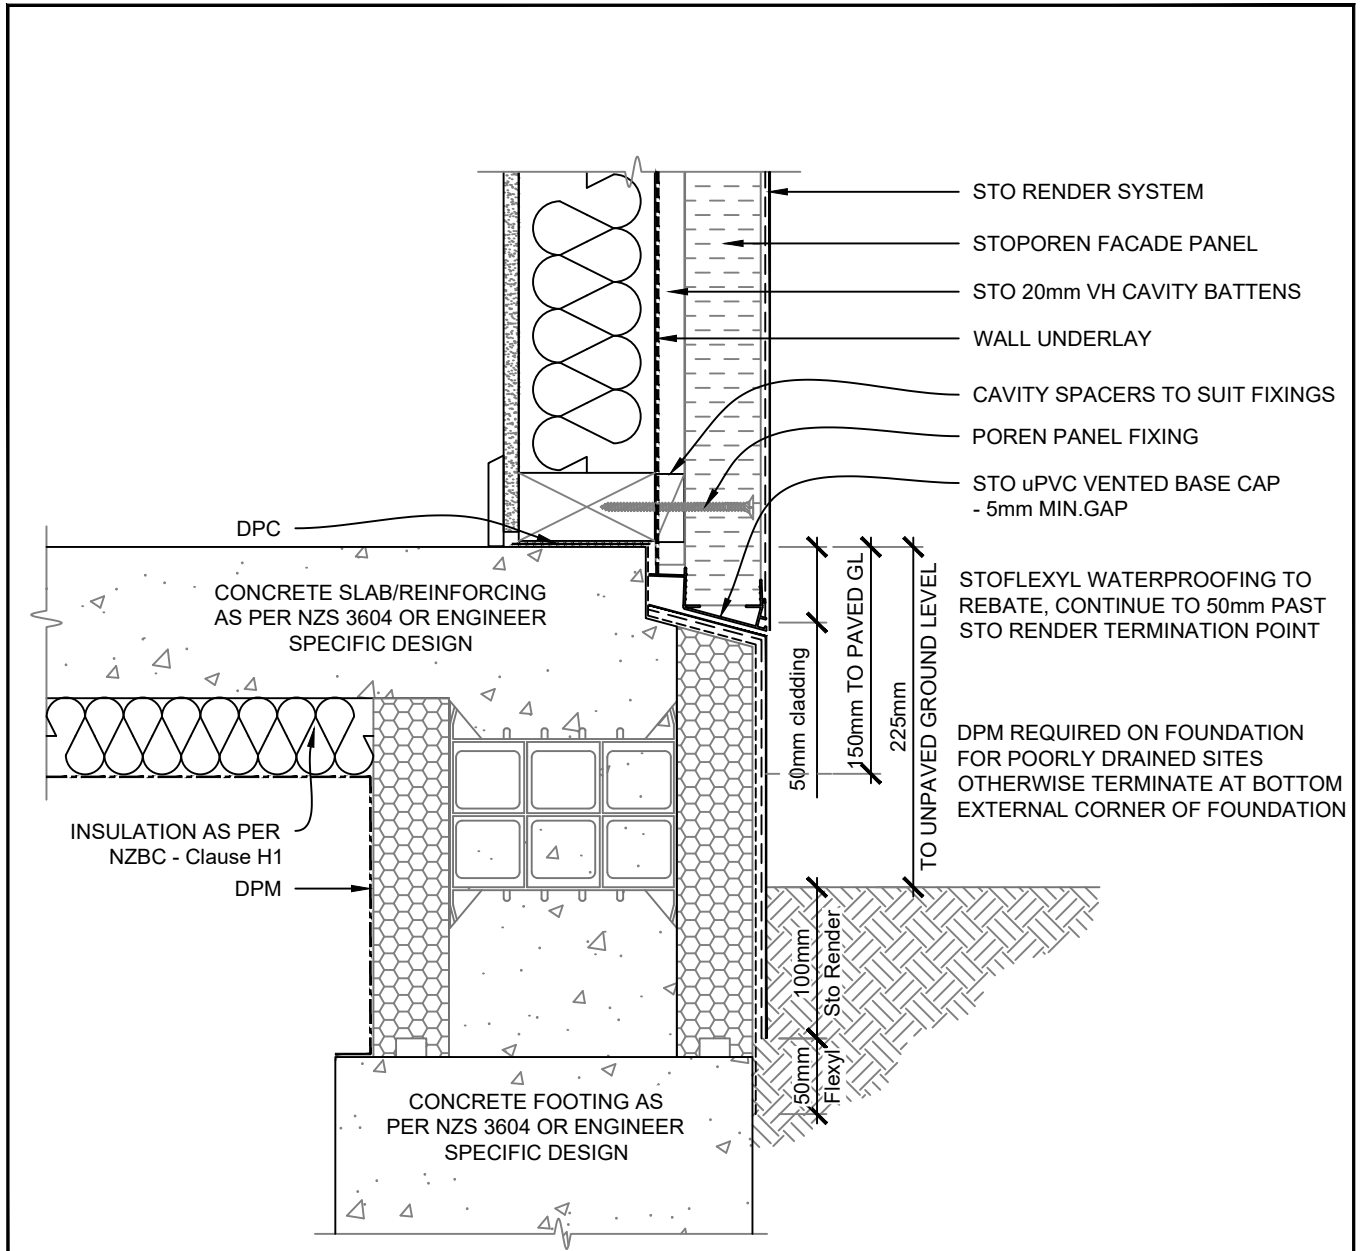 STO RENDER SYSTEM
STOPOREN FACADE PANEL
STO 20mm VH CAVITY BATTENS
WALL UNDERLAY
CAVITY SPACERS TO SUIT FIXINGS
POREN PANEL FIXING
STO uPVC VENTED BASE CAP
- 5mm MIN.GAP
DPC
CONCRETE SLAB/REINFORCING
AS PER NZS 3604 OR ENGINEER
SPECIFIC DESIGN
50mm cladding
150mm TO PAVED GL
225mm
TO UNPAVED GROUND LEVEL
STOFLEXYL WATERPROOFING TO
REBATE, CONTINUE TO 50mm PAST
STO RENDER TERMINATION POINT
DPM REQUIRED ON FOUNDATION
FOR POORLY DRAINED SITES
OTHERWISE TERMINATE AT BOTTOM
EXTERNAL CORNER OF FOUNDATION
INSULATION AS PER
NZBC - Clause H1
DPM
100mm
Sto Render
50mm
Flexyl
CONCRETE FOOTING AS
PER NZS 3604 OR ENGINEER
SPECIFIC DESIGN